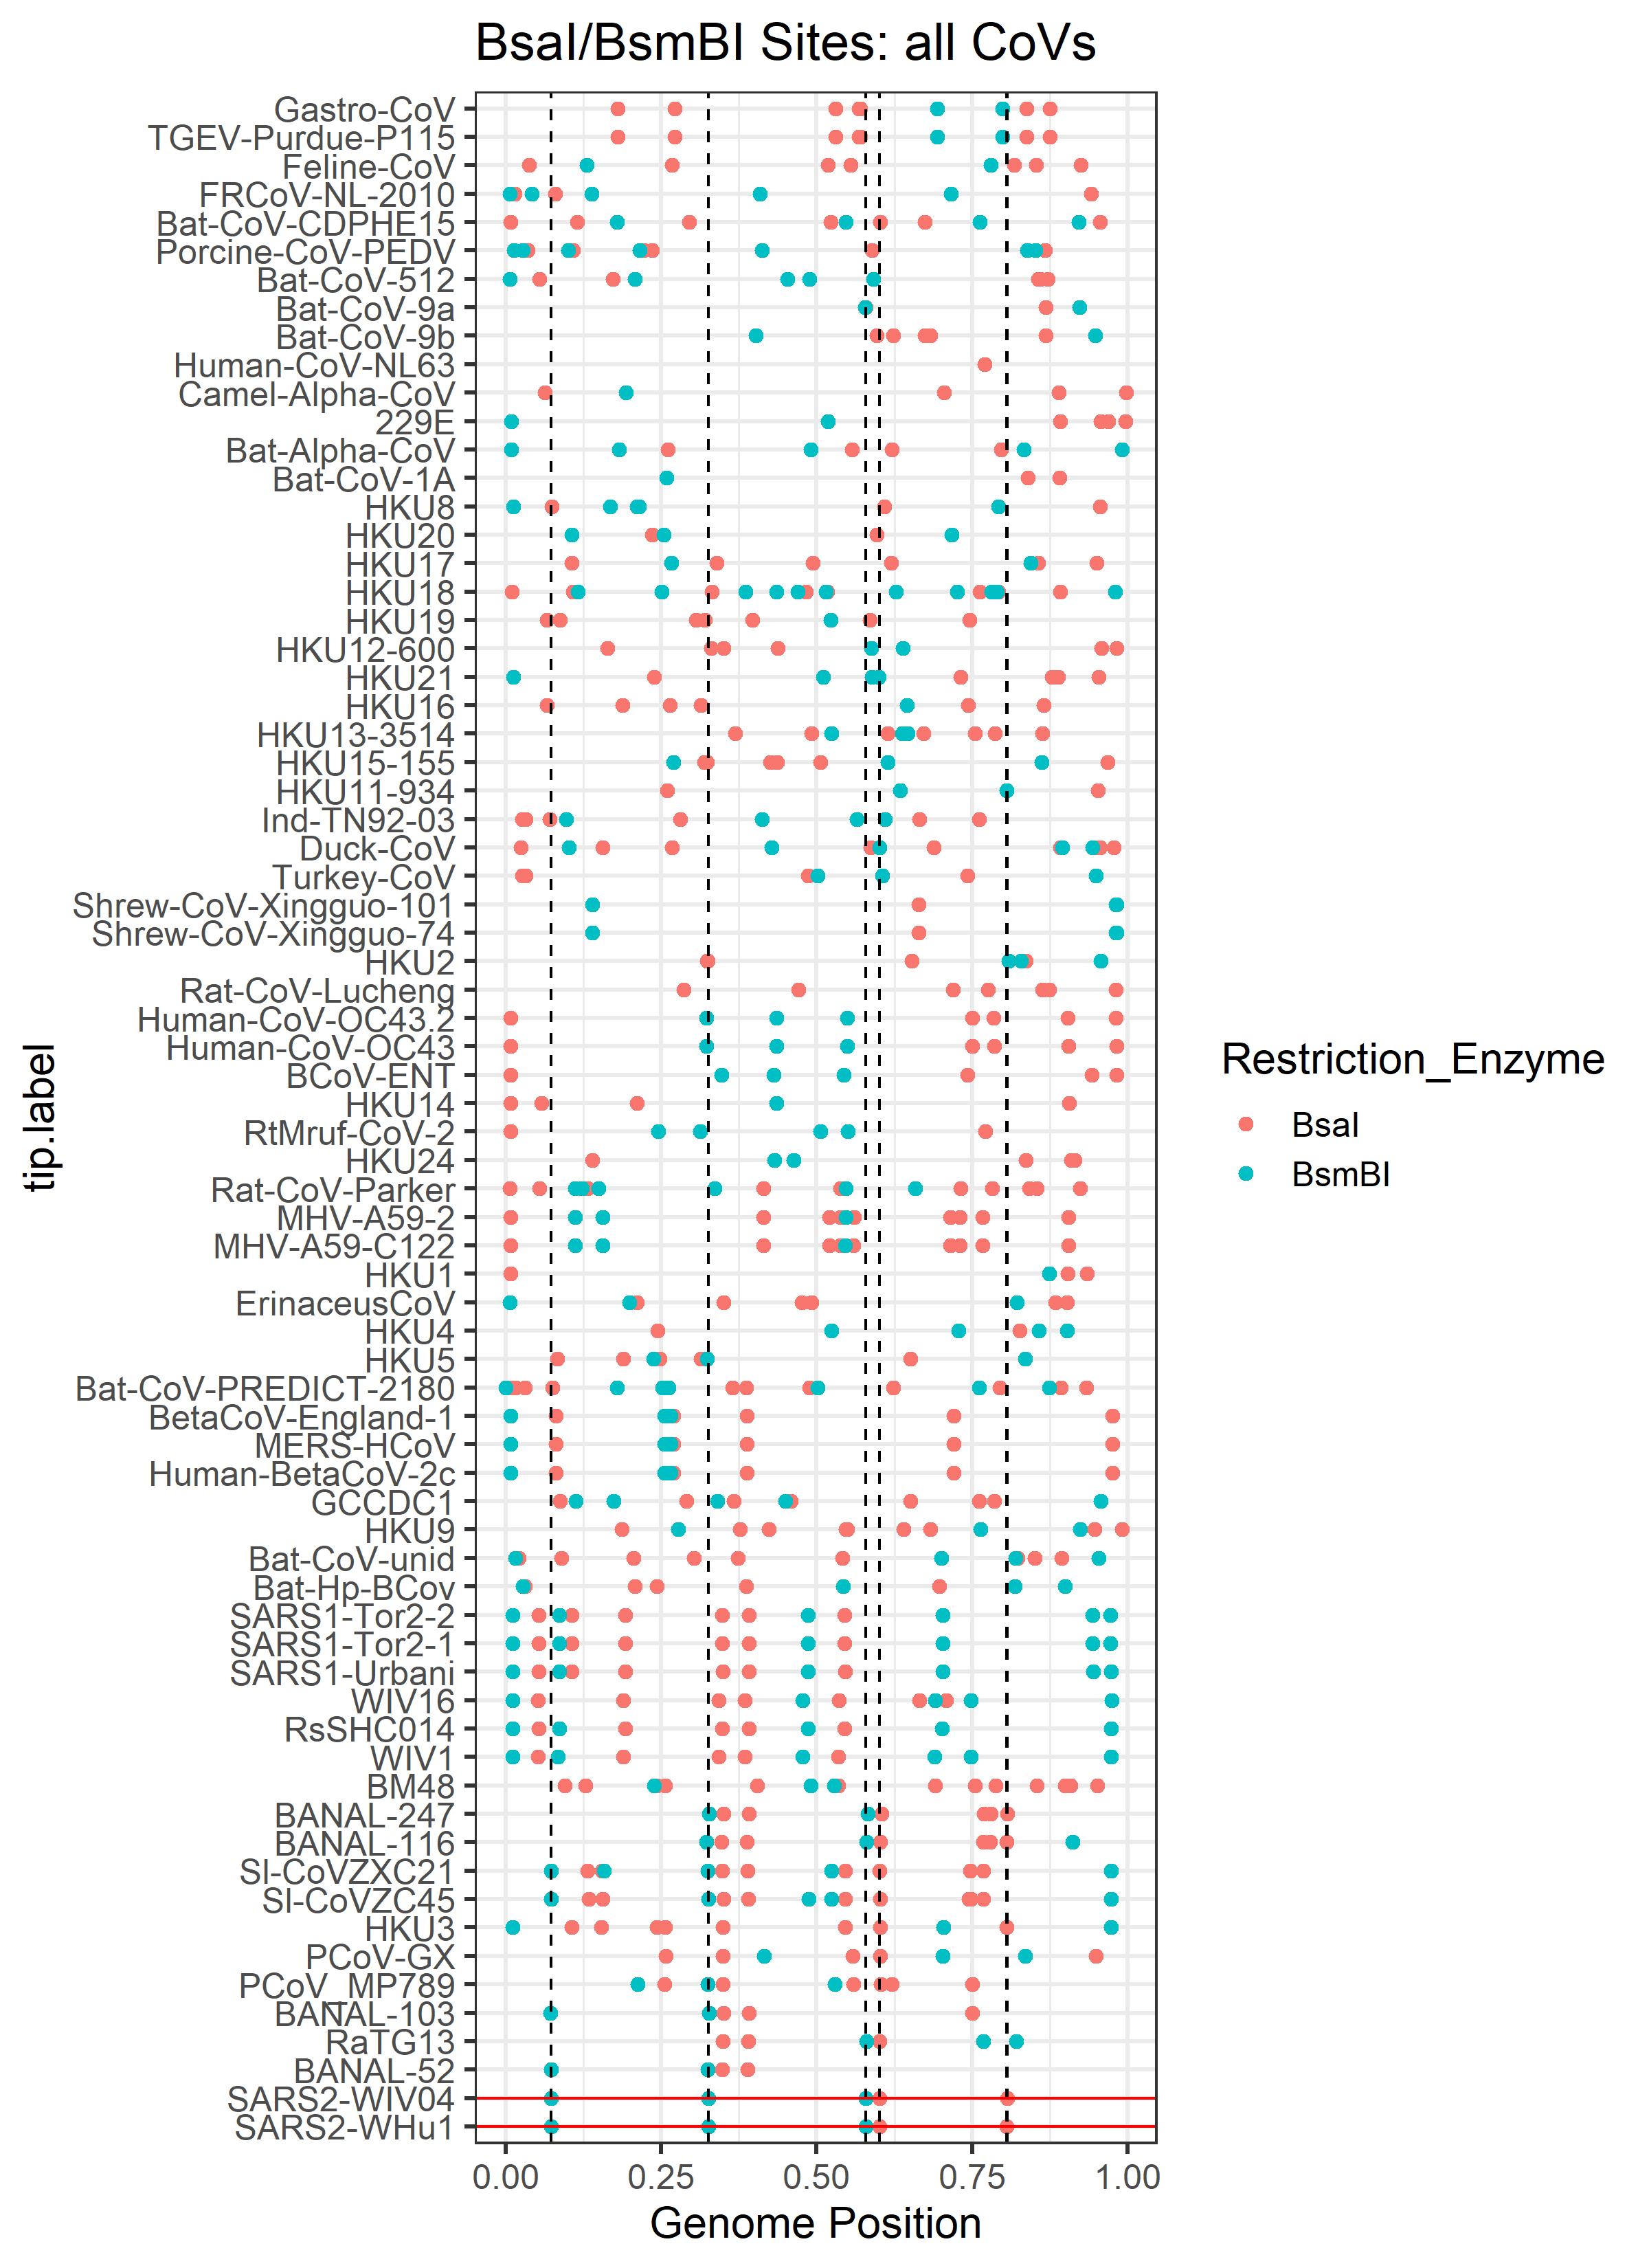 BsaI/BsmBI Sites: all CoVs
Gastro-CoV
TGEV-Purdue-P115
Feline-CoV
FRCoV-NL-2010
Bat-CoV-CDPHE15
Porcine-CoV-PEDV
Bat-CoV-512
Bat-CoV-9a
Bat-CoV-9b
Human-CoV-NL63
Camel-Alpha-CoV
229E
Bat-Alpha-CoV
Bat-CoV-1A
HKU8
HKU20
HKU17
HKU18
HKU19
HKU12-600
HKU21
HKU16
HKU13-3514
HKU15-155
HKU11-934
Ind-TN92-03
Duck-CoV
Turkey-CoV
Shrew-CoV-Xingguo-101
Shrew-CoV-Xingguo-74
HKU2
Rat-CoV-Lucheng
Human-CoV-OC43.2
Human-CoV-OC43
BCoV-ENT
HKU14
RtMruf-CoV-2
HKU24
Rat-CoV-Parker
MHV-A59-2
MHV-A59-C122
HKU1
ErinaceusCoV
HKU4
HKU5
Bat-CoV-PREDICT-2180
BetaCoV-England-1
MERS-HCoV
Human-BetaCoV-2c
GCCDC1
HKU9
Bat-CoV-unid
Bat-Hp-BCov
SARS1-Tor2-2
SARS1-Tor2-1
SARS1-Urbani
WIV16
RsSHC014
WIV1
BM48
BANAL-247
BANAL-116
Sl-CoVZXC21
Sl-CoVZC45
HKU3
PCoV-GX
PCoV_MP789
BANAL-103
RaTG13
BANAL-52
SARS2-WIV04
SARS2-WHu1
0.00 0.25 0.50 0.75 1.00
Genome Position
tip.label
Restriction_Enzyme
BsaI
BsmBI